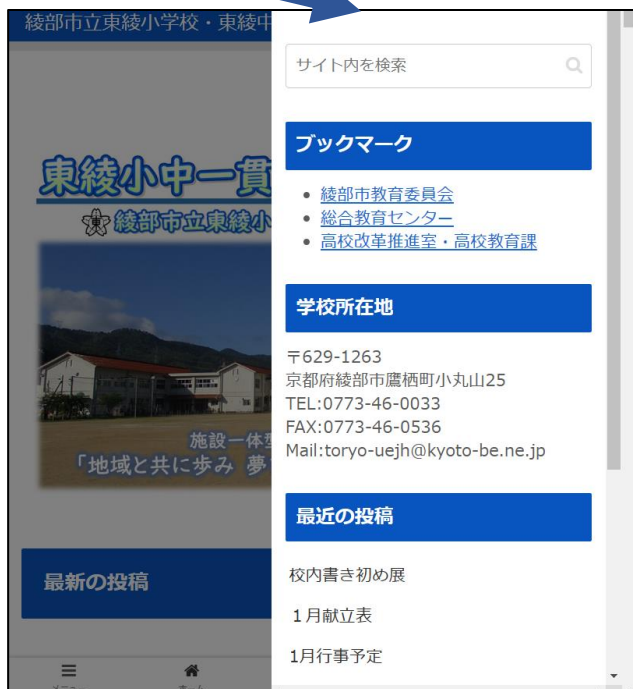 綾部市立東綾小学校・東綾中
東綾小中一貫
綾部市立東綾小
施設一体型
「地域と共に歩み 夢
最新の投稿
メニュー
ホーム
サイト内を検索
ブックマーク
綾部市教育委員会
総合教育センター
高校改革推進室・高校教育課
学校所在地
〒629-1263
京都府綾部市鷹栖町小丸山25
TEL:0773-46-0033
FAX:0773-46-0536
Mail:toryo-uejh@kyoto-be.ne.jp
最近の投稿
校内書き初め展
１月献立表
1月行事予定